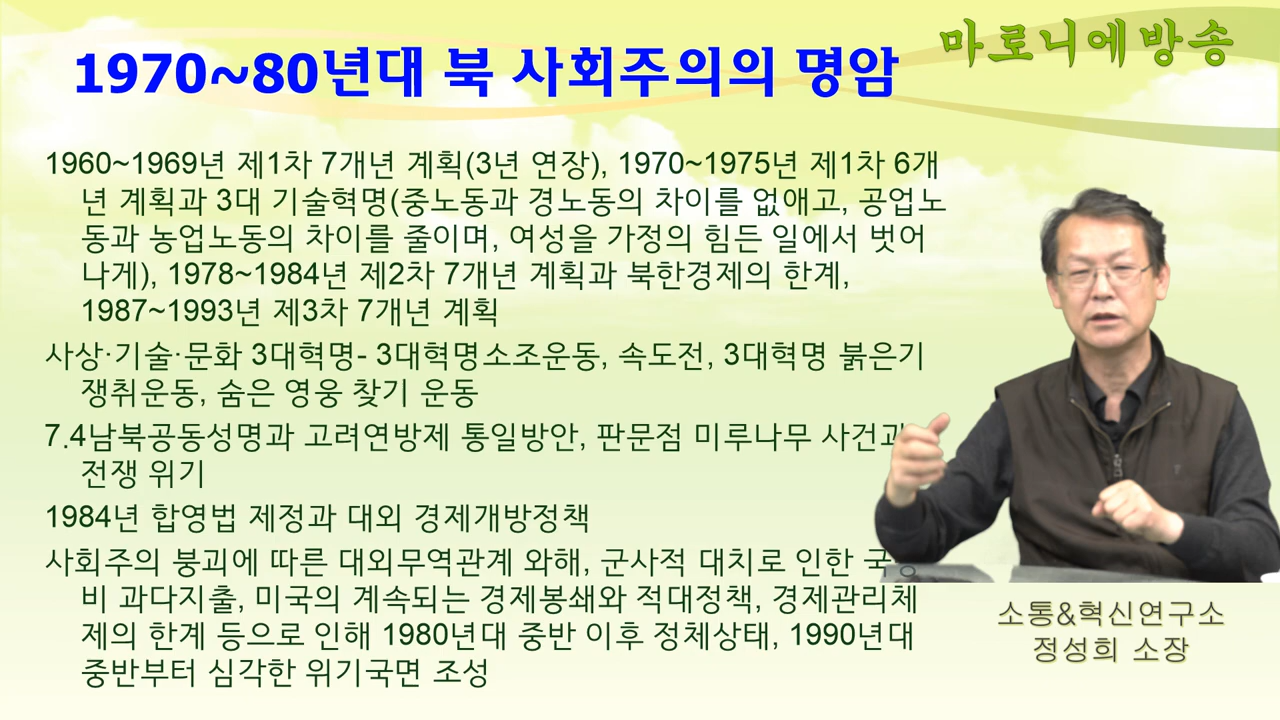 마로니에방송
1970~80년대 북 사회주의의 명암
1960~1969년 제1차 7개년 계획(3년 연장), 1970~1975년 제1차 6개
년 계획과 3대 기술혁명(중노동과 경노동의 차이를 없애고, 공업노
동과 농업노동의 차이를 줄이며, 여성을 가정의 힘든 일에서 벗어
나게), 1978~1984년 제2차 7개년 계획과 북한경제의 한계,
1987~1993년 제3차 7개년 계획
사상·기술·문화 3대혁명- 3대혁명소조운동, 속도전, 3대혁명 붉은기
쟁취운동, 숨은 영웅 찾기 운동
7.4남북공동성명과 고려연방제 통일방안, 판문점 미루나무 사건과
전쟁 위기
1984년 합영법 제정과 대외 경제개방정책
사회주의 붕괴에 따른 대외무역관계 와해, 군사적 대치로 인한 국방
비 과다지출, 미국의 계속되는 경제봉쇄와 적대정책, 경제관리체
제의 한계 등으로 인해 1980년대 중반 이후 정체상태, 1990년대
중반부터 심각한 위기국면 조성
소통&혁신연구소
정성희 소장